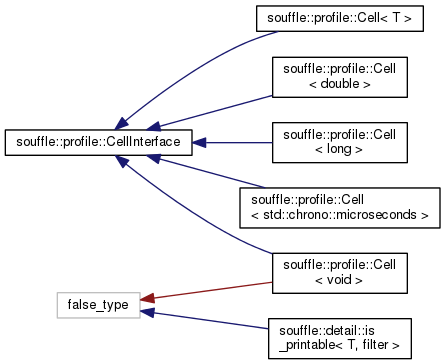 souffle::profile::Cell< T >
souffle::profile::Cell
< double >
souffle::profile::Cell
< long >
souffle::profile::CellInterface
souffle::profile::Cell
< std::chrono::microseconds >
souffle::profile::Cell
< void >
false_type
souffle::detail::is
_printable< T, filter >